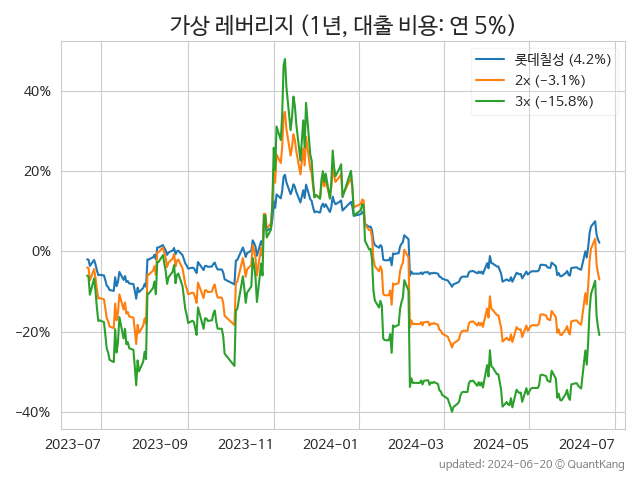 가상 레버리지 (1년, 대출 비용: 연 5%)
롯데칠성 (4.2%)
2x (−3.1%)
3x (−15.8%)
40%
20%
0%
−20%
−40%
2023-07 2023-09 2023-11 2024-01 2024-03 2024-05 2024-07
updated: 2024-06-20 © QuantKang